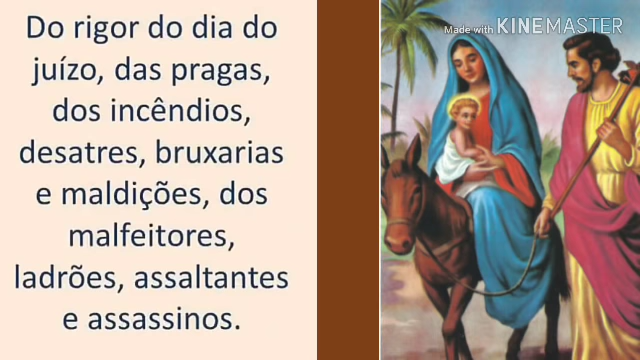 Do rigor do dia do
juízo, das pragas,
dos incêndios,
desatres, bruxarias
e maldições, dos
malfeitores,
ladrões, assaltantes
e assassinos.
Made with KINEMASTER